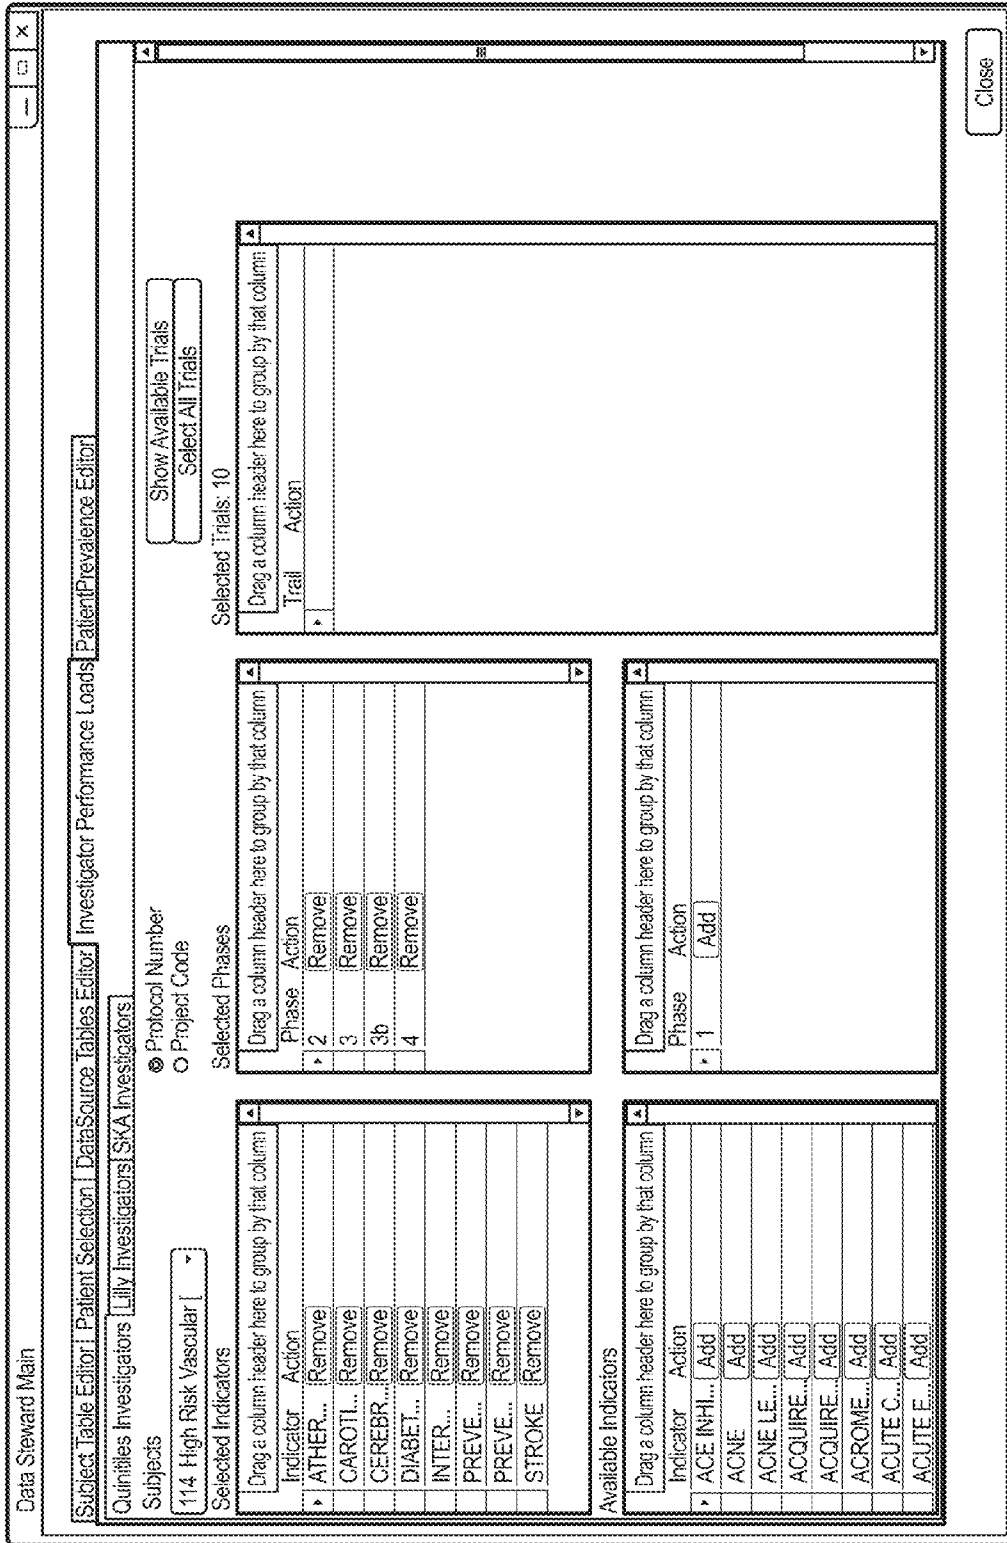 Data Steward Main
Subject Table Editor Patient Selection DataSource Tables Editor Investigator Performance Loads PatientPrevalence Editor
Quinitiles Investigators Lilly Investigators SKA Investigators
Subjects
114 High Risk Vascular [
Protocol Number
Project Code
Show Available Trials
Select All Trials
Selected Indicators
Drag a column header here to group by that column
Indicator Action
ATHER... Remove
CAROTI... Remove
CEREBR... Remove
DIABET... Remove
INTER... Remove
PREVE... Remove
PREVE... Remove
STROKE Remove
Selected Phases
Drag a column header here to group by that column
Phase Action
2 Remove
3 Remove
3b Remove
4 Remove
Selected Trials: 10
Drag a column header here to group by that column
Trail Action
Available Indicators
Drag a column header here to group by that column
Indicator Action
ACE INHI... Add
ACNE Add
ACNE LE... Add
ACQUIRE... Add
ACQUIRE... Add
ACROME... Add
ACUTE C... Add
ACUTE E... Add
Drag a column header here to group by that column
Phase Action
1 Add
Close